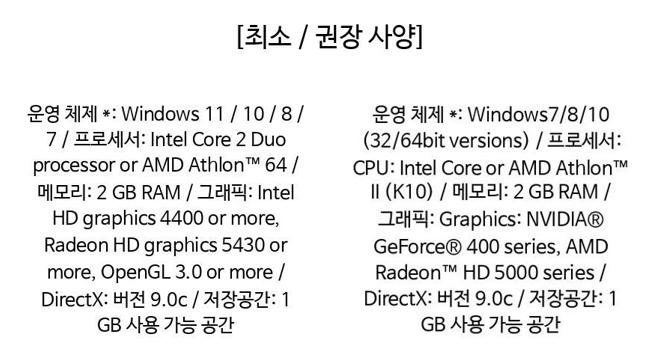 [최소 / 권장 사양]
운영 체제 *: Windows 11 / 10 / 8 /
7 / 프로세서: Intel Core 2 Duo
processor or AMD Athlon™ 64 /
메모리: 2 GB RAM / 그래픽: Intel
HD graphics 4400 or more,
Radeon HD graphics 5430 or
more, OpenGL 3.0 or more /
DirectX: 버전 9.0c / 저장공간: 1
GB 사용 가능 공간
운영 체제 *: Windows7/8/10
(32/64bit versions) / 프로세서:
CPU: Intel Core or AMD Athlon™
II (K10) / 메모리: 2 GB RAM /
그래픽: Graphics: NVIDIA®
GeForce® 400 series, AMD
Radeon™ HD 5000 series /
DirectX: 버전 9.0c / 저장공간: 1
GB 사용 가능 공간